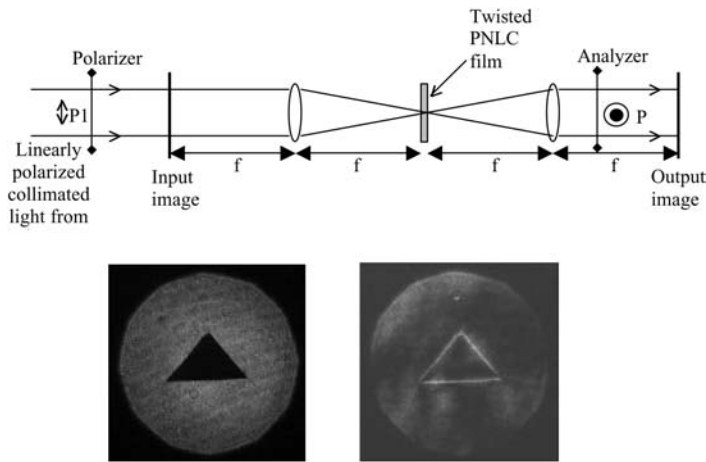 Twisted
PNLC
film
Polarizer
Analyzer
P1
P
Linearly
polarized
collimated
light from
f
f
f
f
Input
image
Output
image